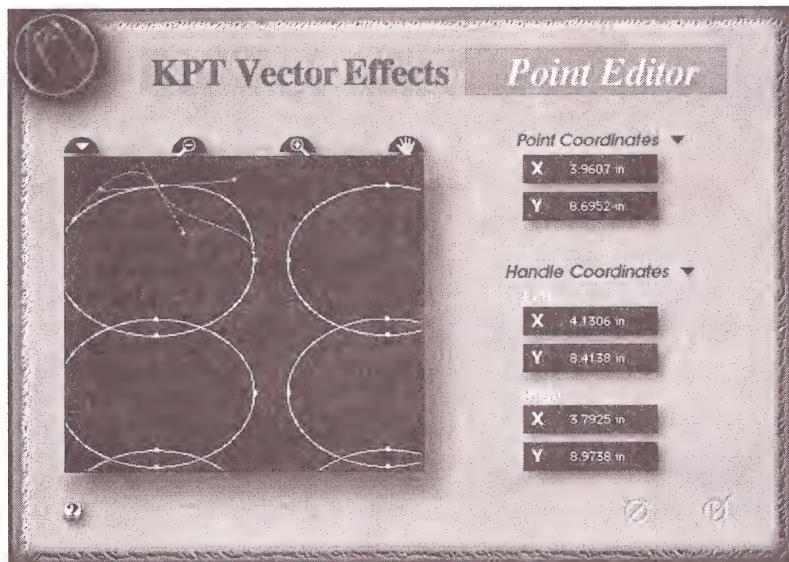 KPT Vector Effects Point Editor
Point Coordinates
X 3.9607 in
Y 8.6952 in
Handle Coordinates
X 4.1306 in
Y 8.4138 in
X 3.7925 in
Y 8.9738 in
?